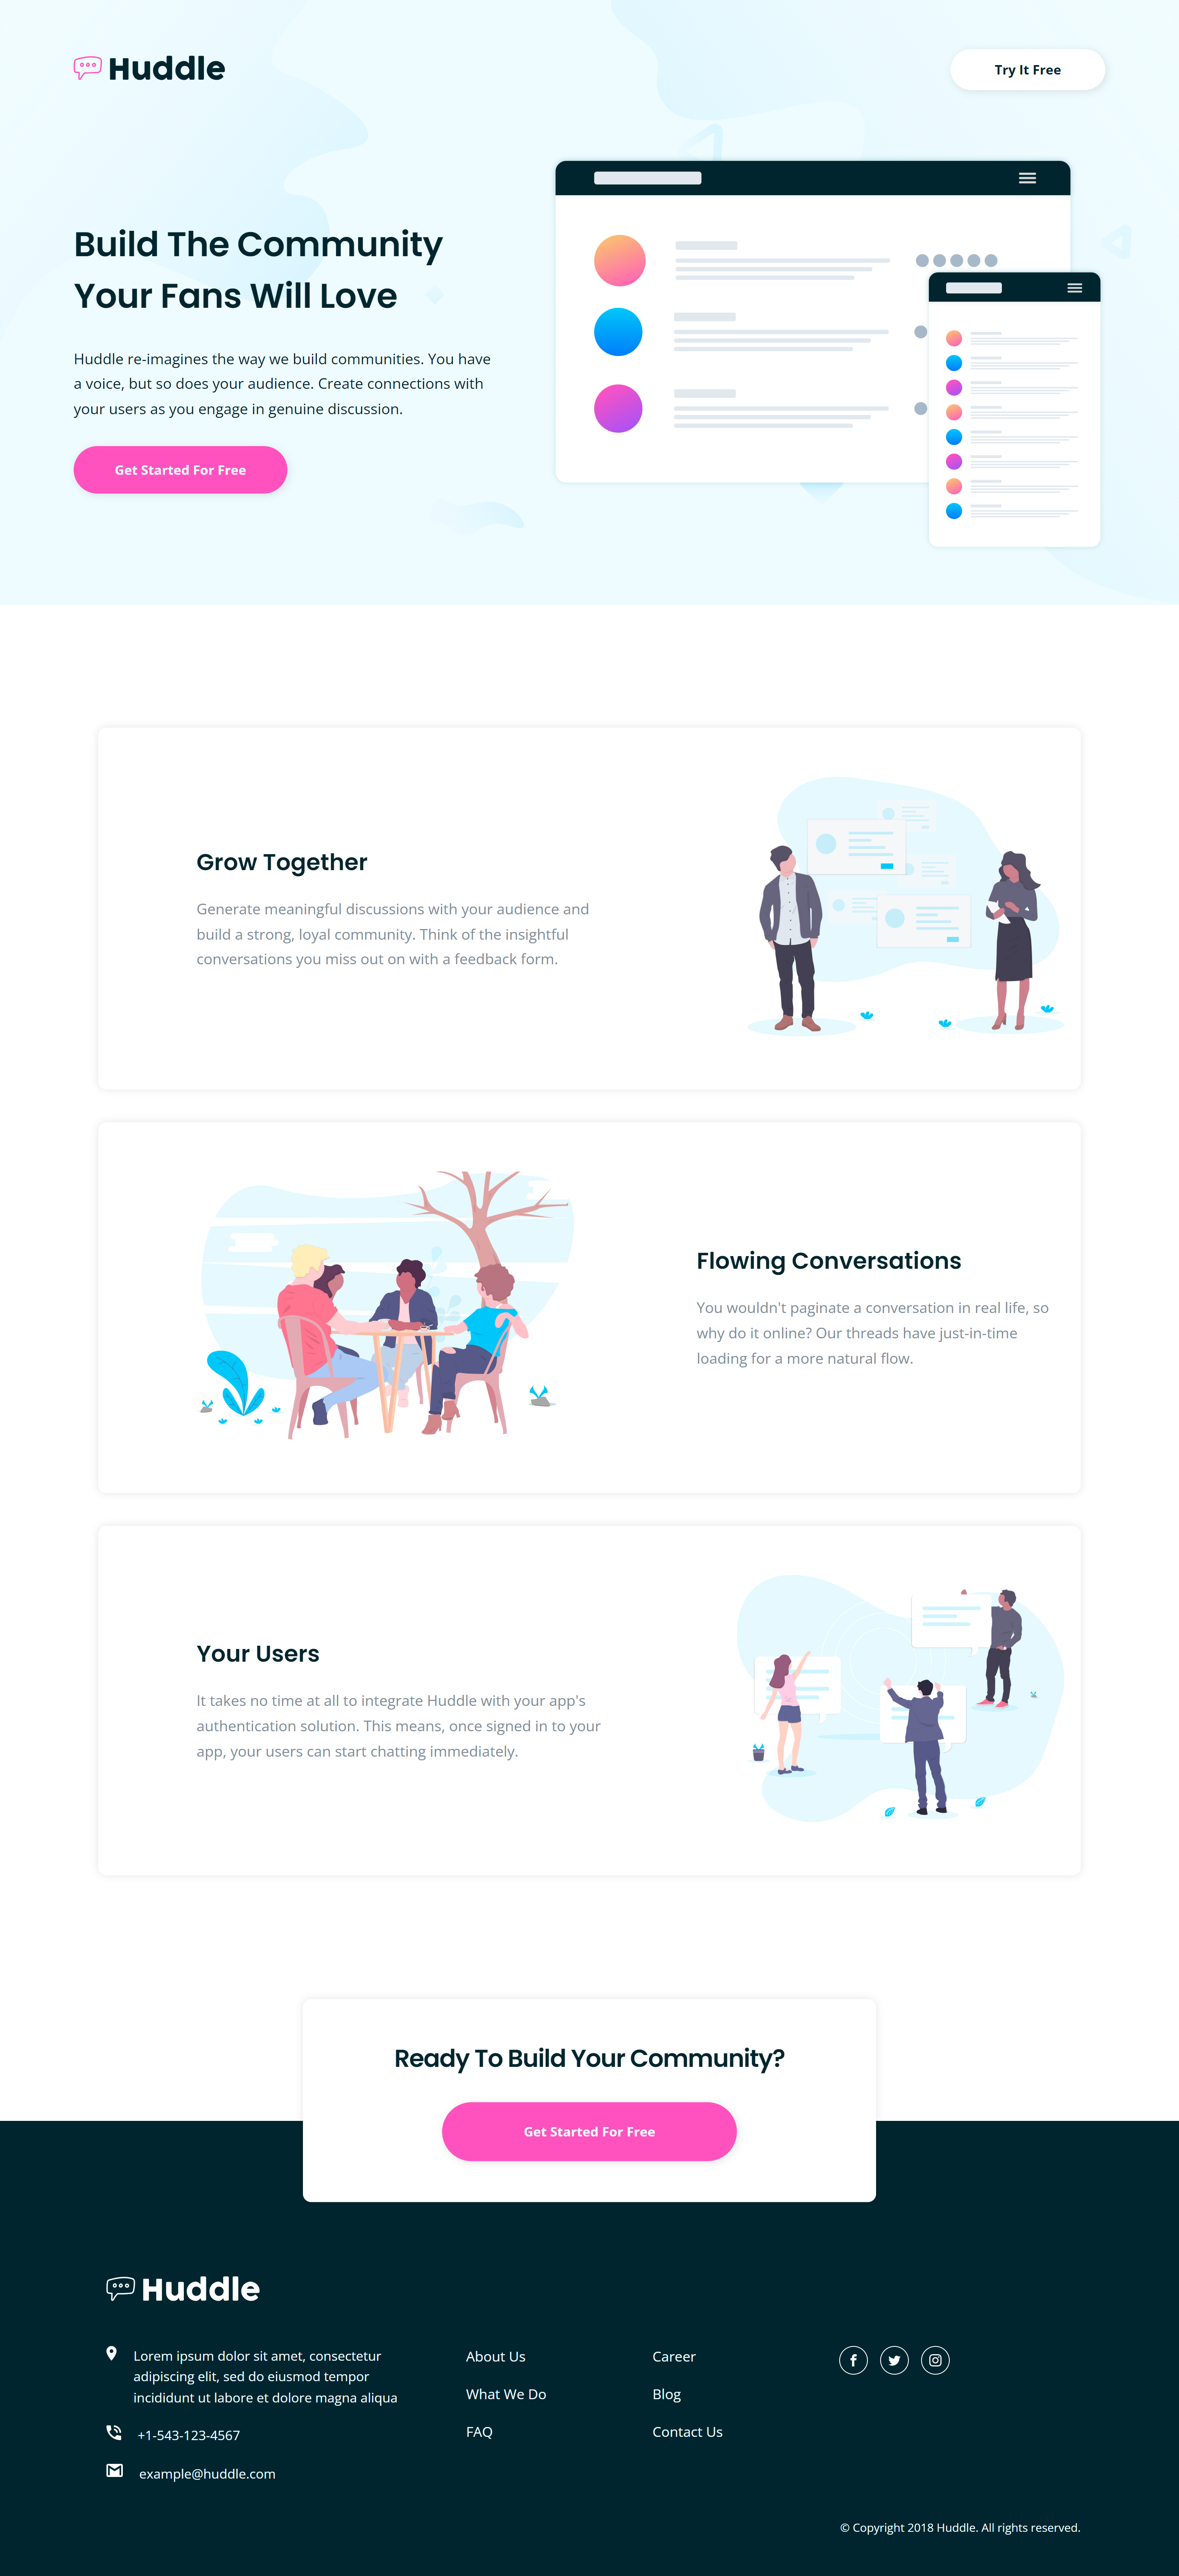 Huddle
Try It Free
Build The Community
Your Fans Will Love
Huddle re-imagines the way we build communities. You have
a voice, but so does your audience. Create connections with
your users as you engage in genuine discussion.
Get Started For Free
Grow Together
Generate meaningful discussions with your audience and
build a strong, loyal community. Think of the insightful
conversations you miss out on with a feedback form.
Flowing Conversations
You wouldn't paginate a conversation in real life, so
why do it online? Our threads have just-in-time
loading for a more natural flow.
Your Users
It takes no time at all to integrate Huddle with your app's
authentication solution. This means, once signed in to your
app, your users can start chatting immediately.
Ready To Build Your Community?
Get Started For Free
Huddle
Lorem ipsum dolor sit amet, consectetur
adipiscing elit, sed do eiusmod tempor
incididunt ut labore et dolore magna aliqua
+1-543-123-4567
example@huddle.com
About Us
What We Do
FAQ
Career
Blog
Contact Us
© Copyright 2018 Huddle. All rights reserved.